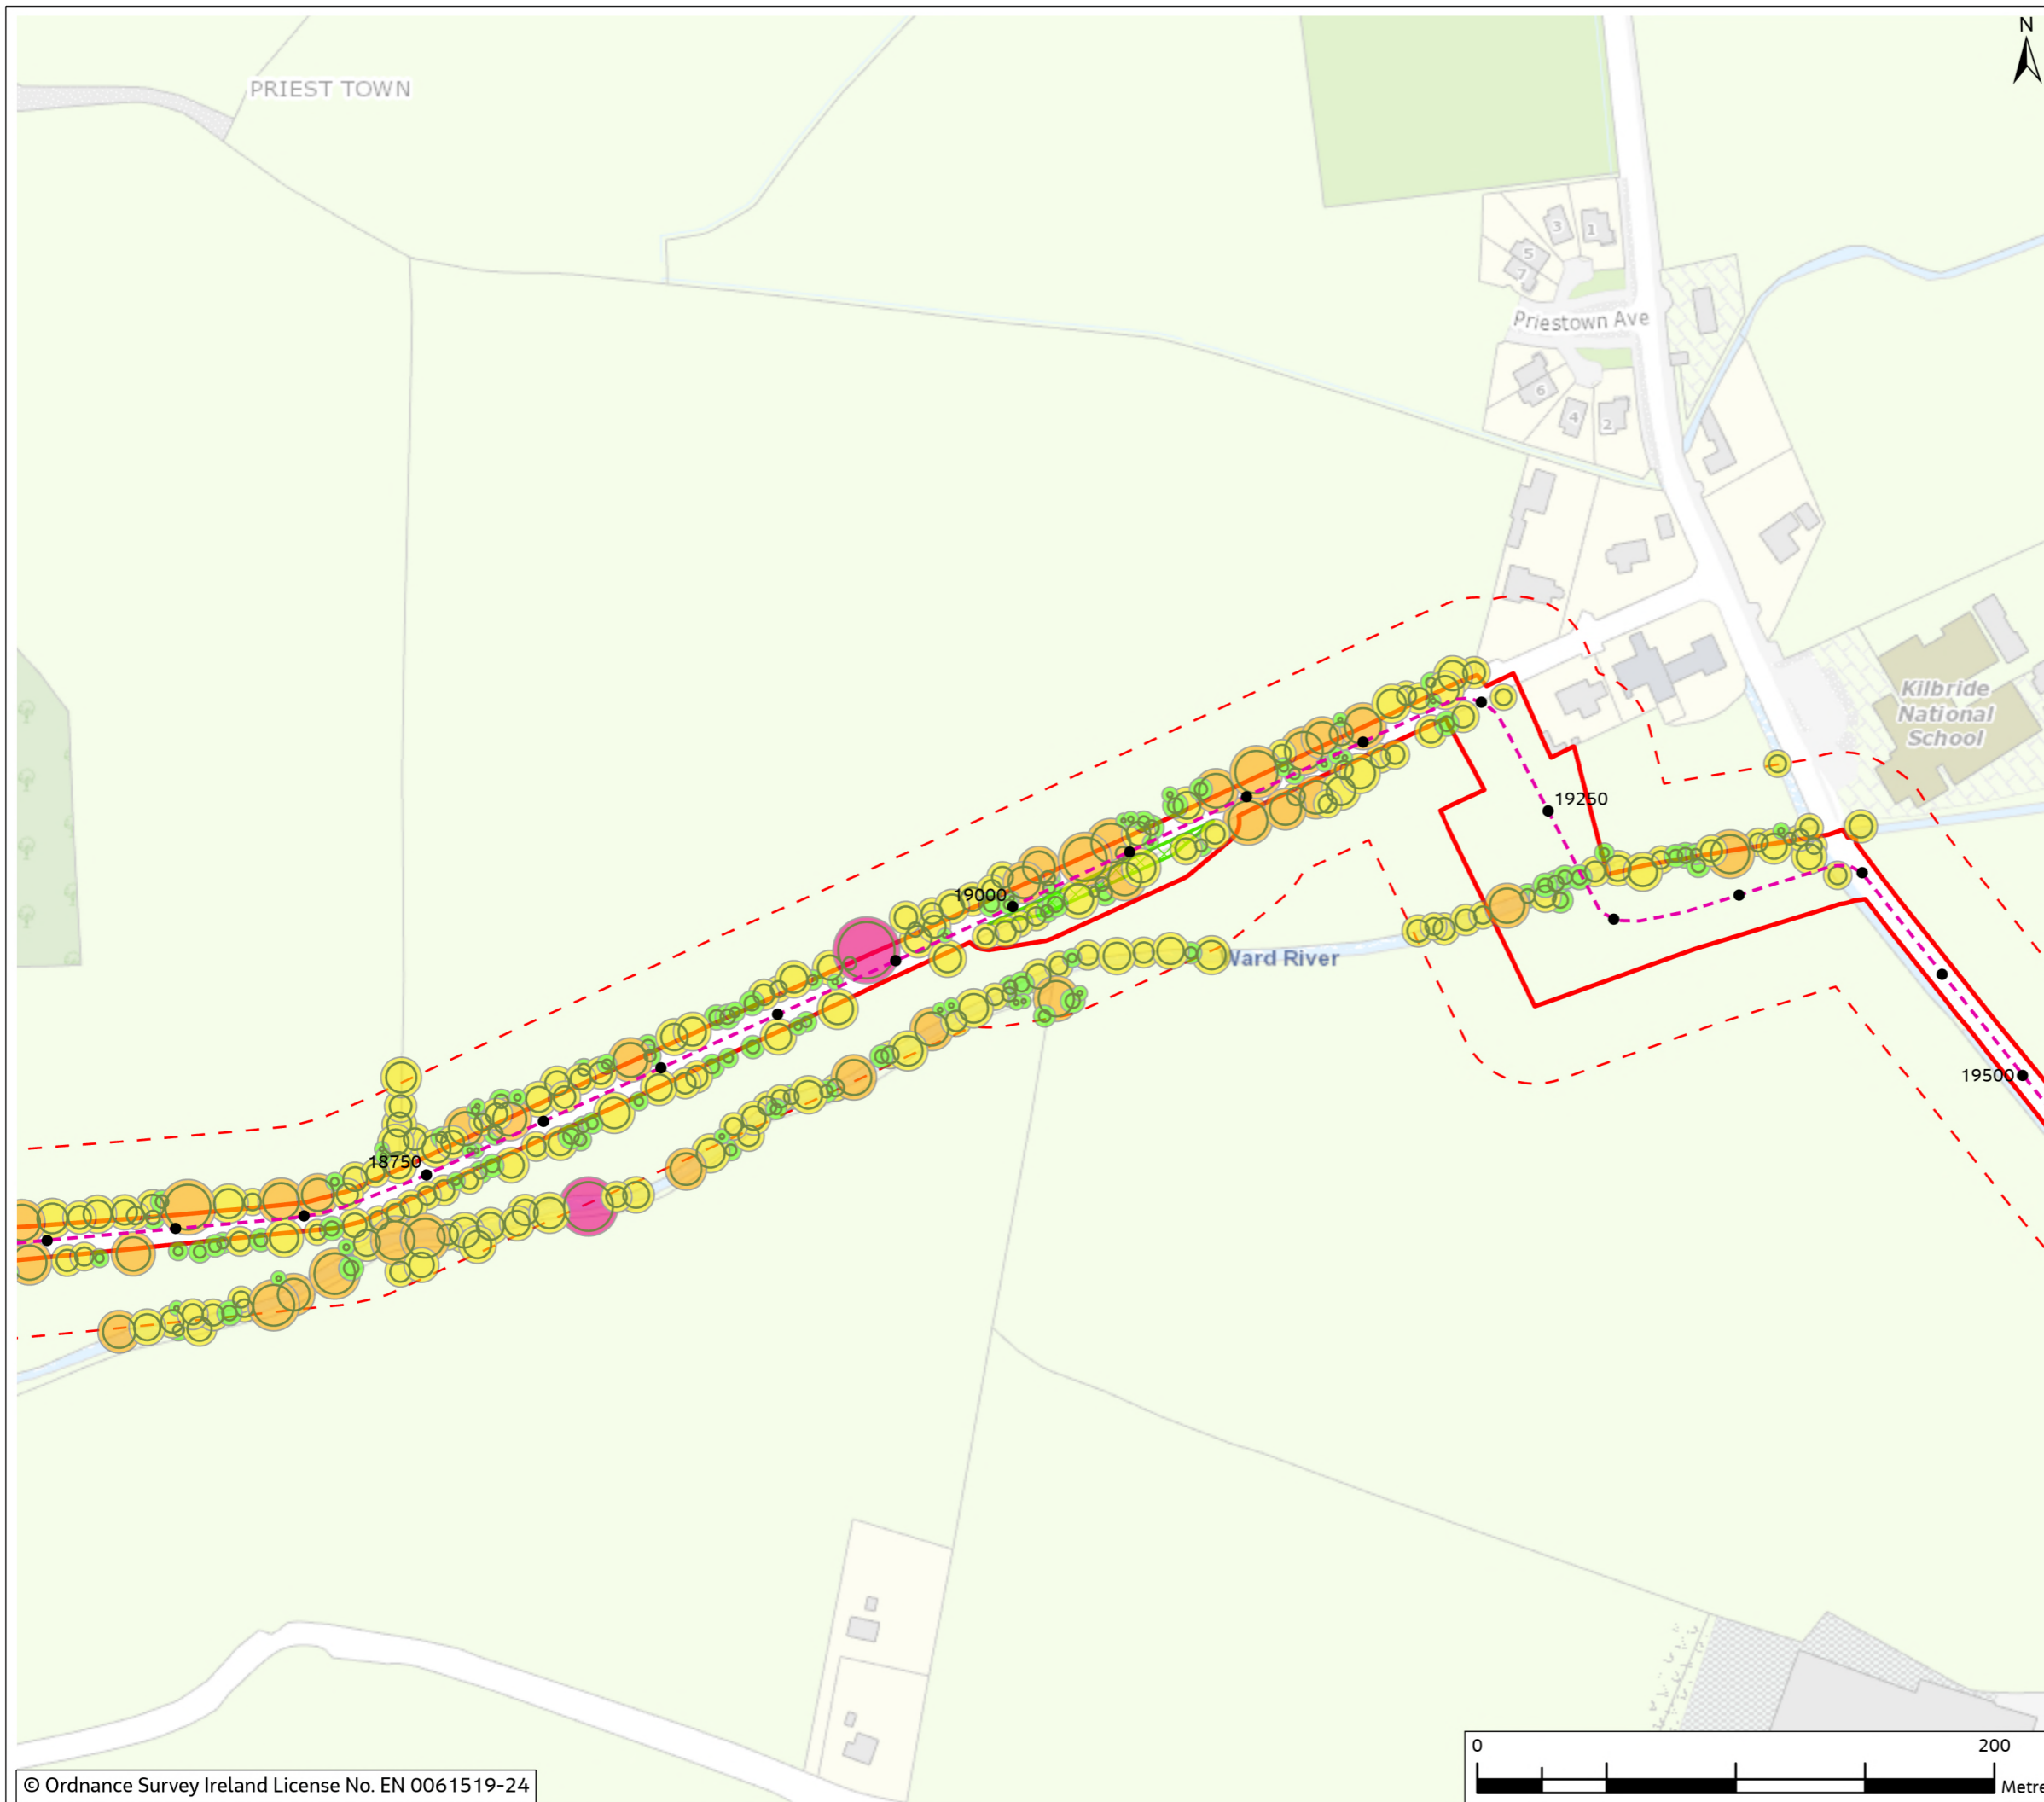 N
PRIEST TOWN
3
1
5
7
Priestown Ave
6
4
2
Kilbride
National
School
19250
19000
Ward River
19500
18750
0
200
Metre
© Ordnance Survey Ireland License No. EN 0061519-24